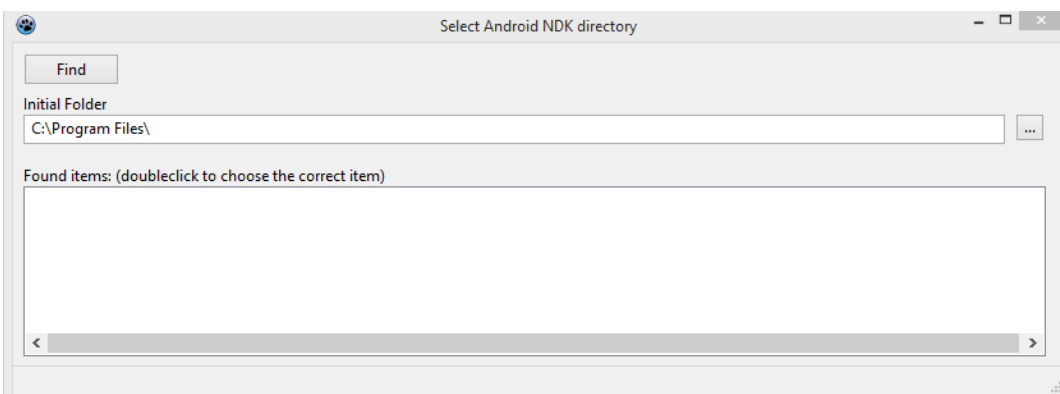 Select Android NDK directory
Find
Initial Folder
C:\Program Files\
...
Found items: (doubleclick to choose the correct item)